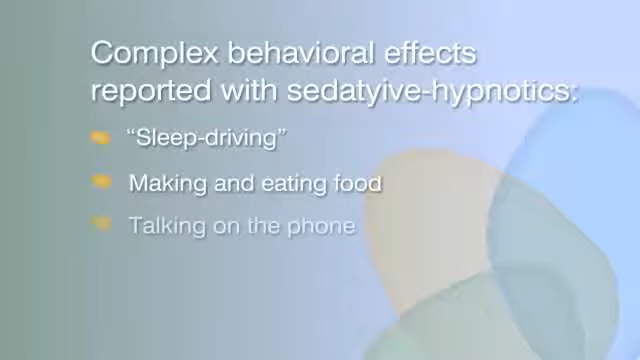 Complex behavioral effects
reported with sedatyive-hypnotics:
“Sleep-driving”
Making and eating food
Talking on the phone